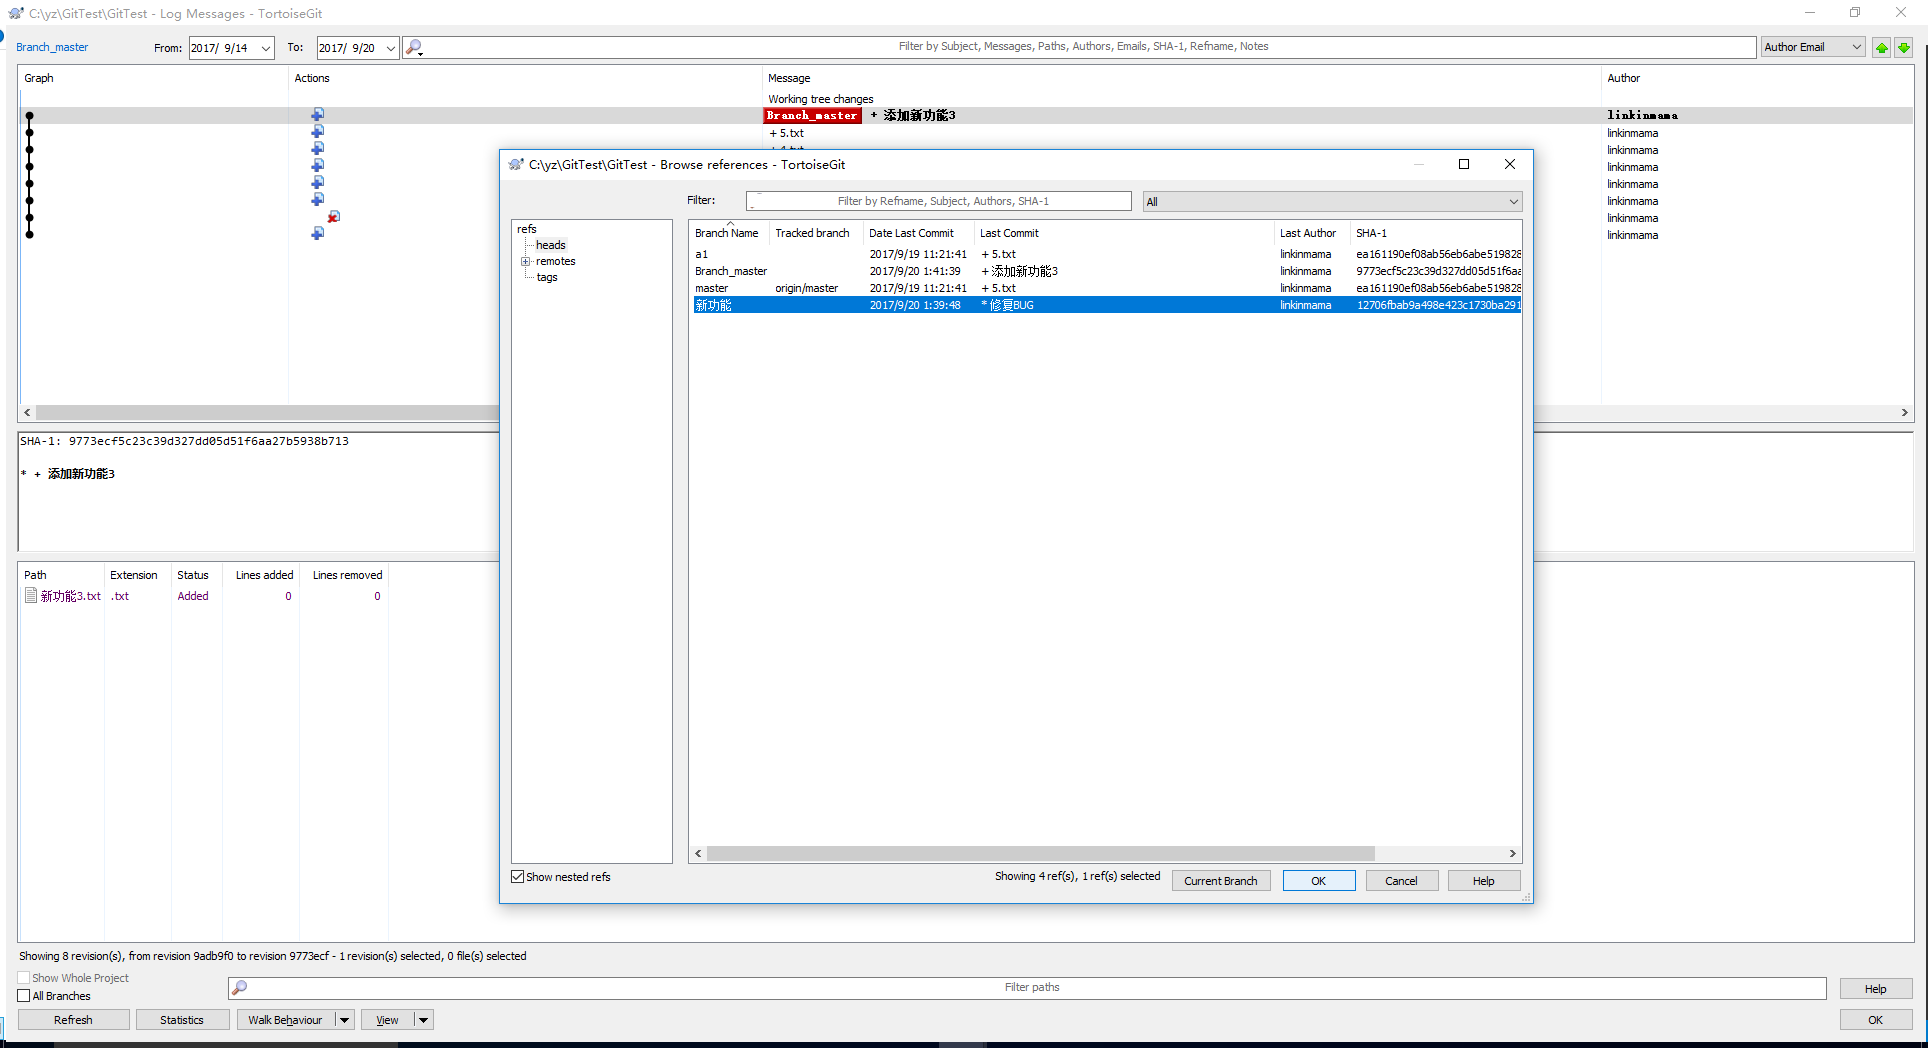 C:\yz\GitTest\GitTest - Log Messages - TortoiseGit
Branch_master From: 2017/ 9/14 To: 2017/ 9/20 Filter by Subject, Messages, Paths, Authors, Emails, SHA-1, Refname, Notes Author Email
Graph Actions Message Author
Working tree changes
Branch_master + 添加新功能3 linkinmama
+ 5.txt linkinmama
linkinmama
linkinmama
linkinmama
linkinmama
linkinmama
linkinmama
C:\yz\GitTest\GitTest - Browse references - TortoiseGit
Filter: Filter by Refname, Subject, Authors, SHA-1 All
refs
heads
remotes
tags
Branch Name Tracked branch Date Last Commit Last Commit Last Author SHA-1
a1 2017/9/19 11:21:41 + 5.txt linkinmama ea161190ef08ab56eb6abe519828
Branch_master 2017/9/20 1:41:39 + 添加新功能3 linkinmama 9773ecf5c23c39d327dd05d51f6aa
master origin/master 2017/9/19 11:21:41 + 5.txt linkinmama ea161190ef08ab56eb6abe519828
新功能 2017/9/20 1:39:48 * 修复BUG linkinmama 12706fbab9a498e423c1730ba291
Show nested refs Showing 4 ref(s), 1 ref(s) selected Current Branch OK Cancel Help
SHA-1: 9773ecf5c23c39d327dd05d51f6aa27b5938b713
* + 添加新功能3
Path Extension Status Lines added Lines removed
新功能3.txt .txt Added 0 0
Showing 8 revision(s), from revision 9adb9f0 to revision 9773ecf - 1 revision(s) selected, 0 file(s) selected
Show Whole Project
All Branches Filter paths Help
Refresh Statistics Walk Behaviour View OK